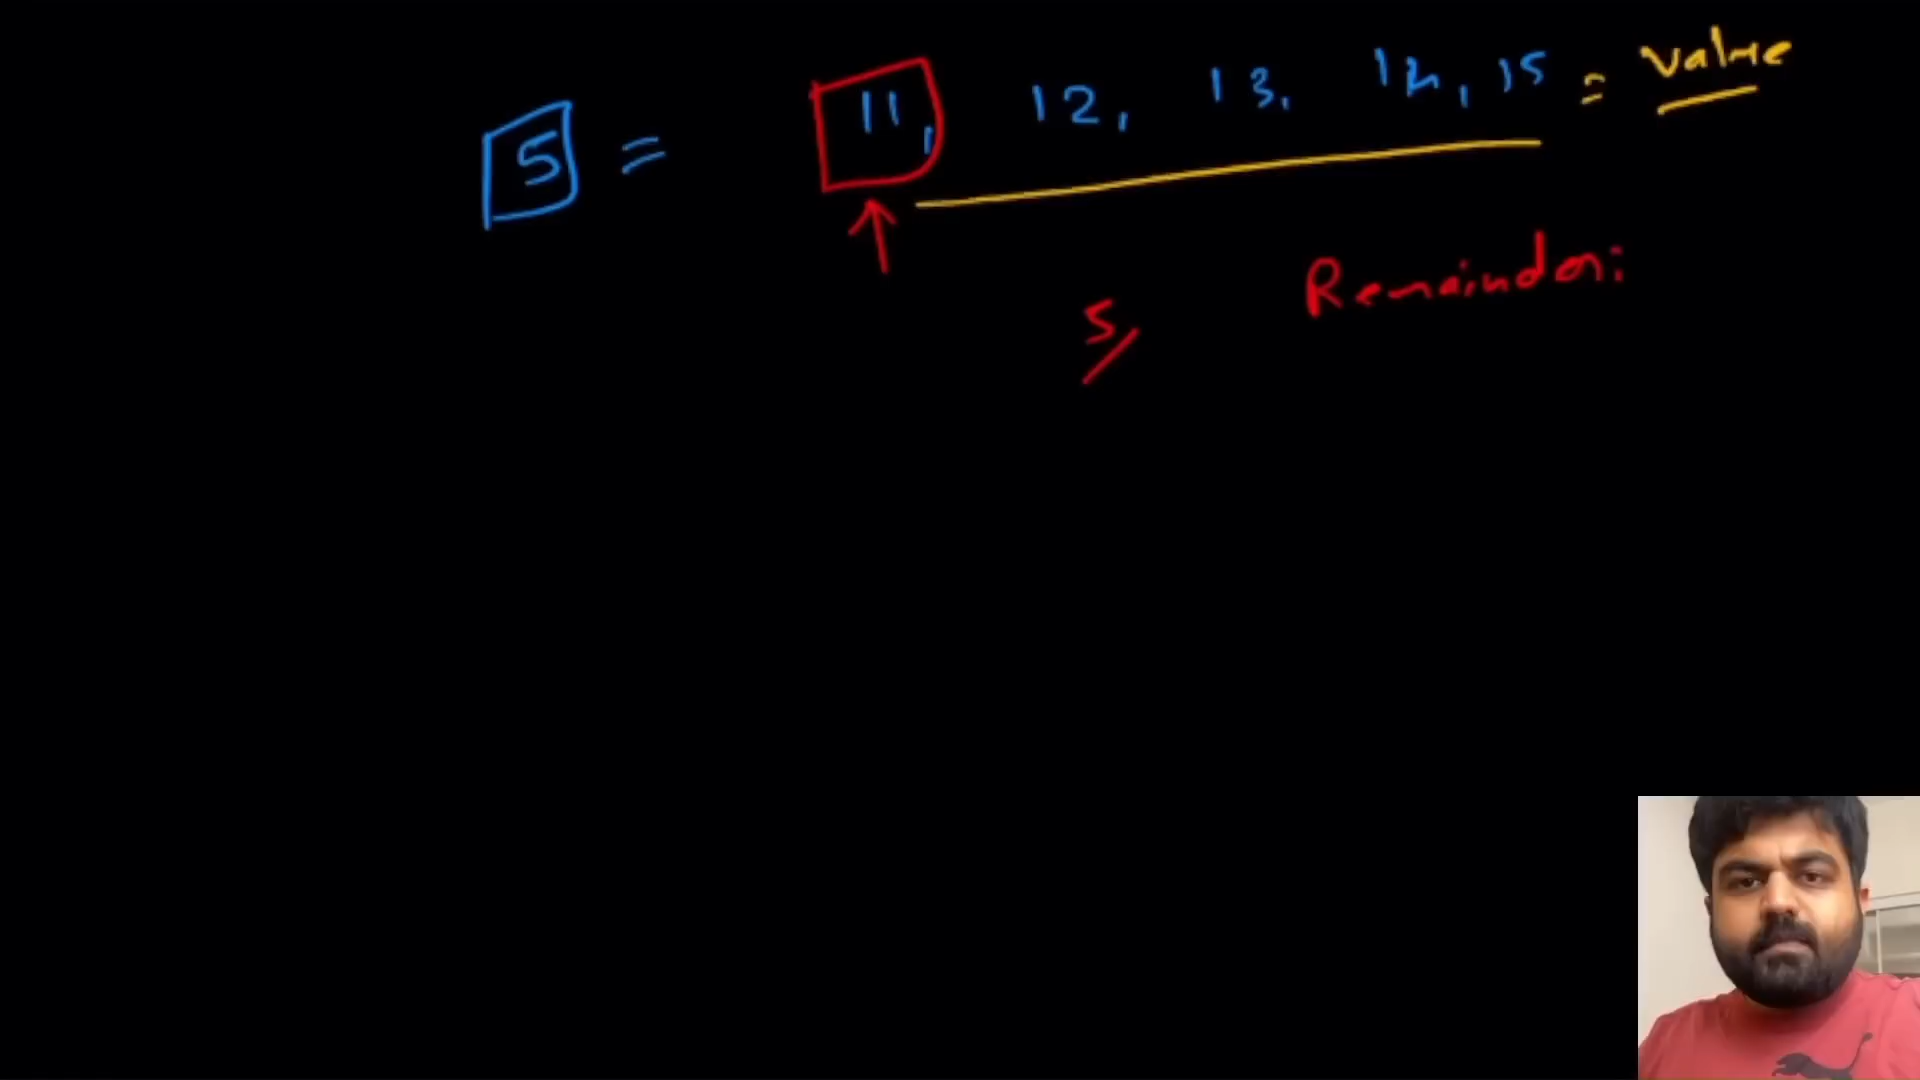 5 = 11, 12, 13, 14, 15 = value
5, Remainder: